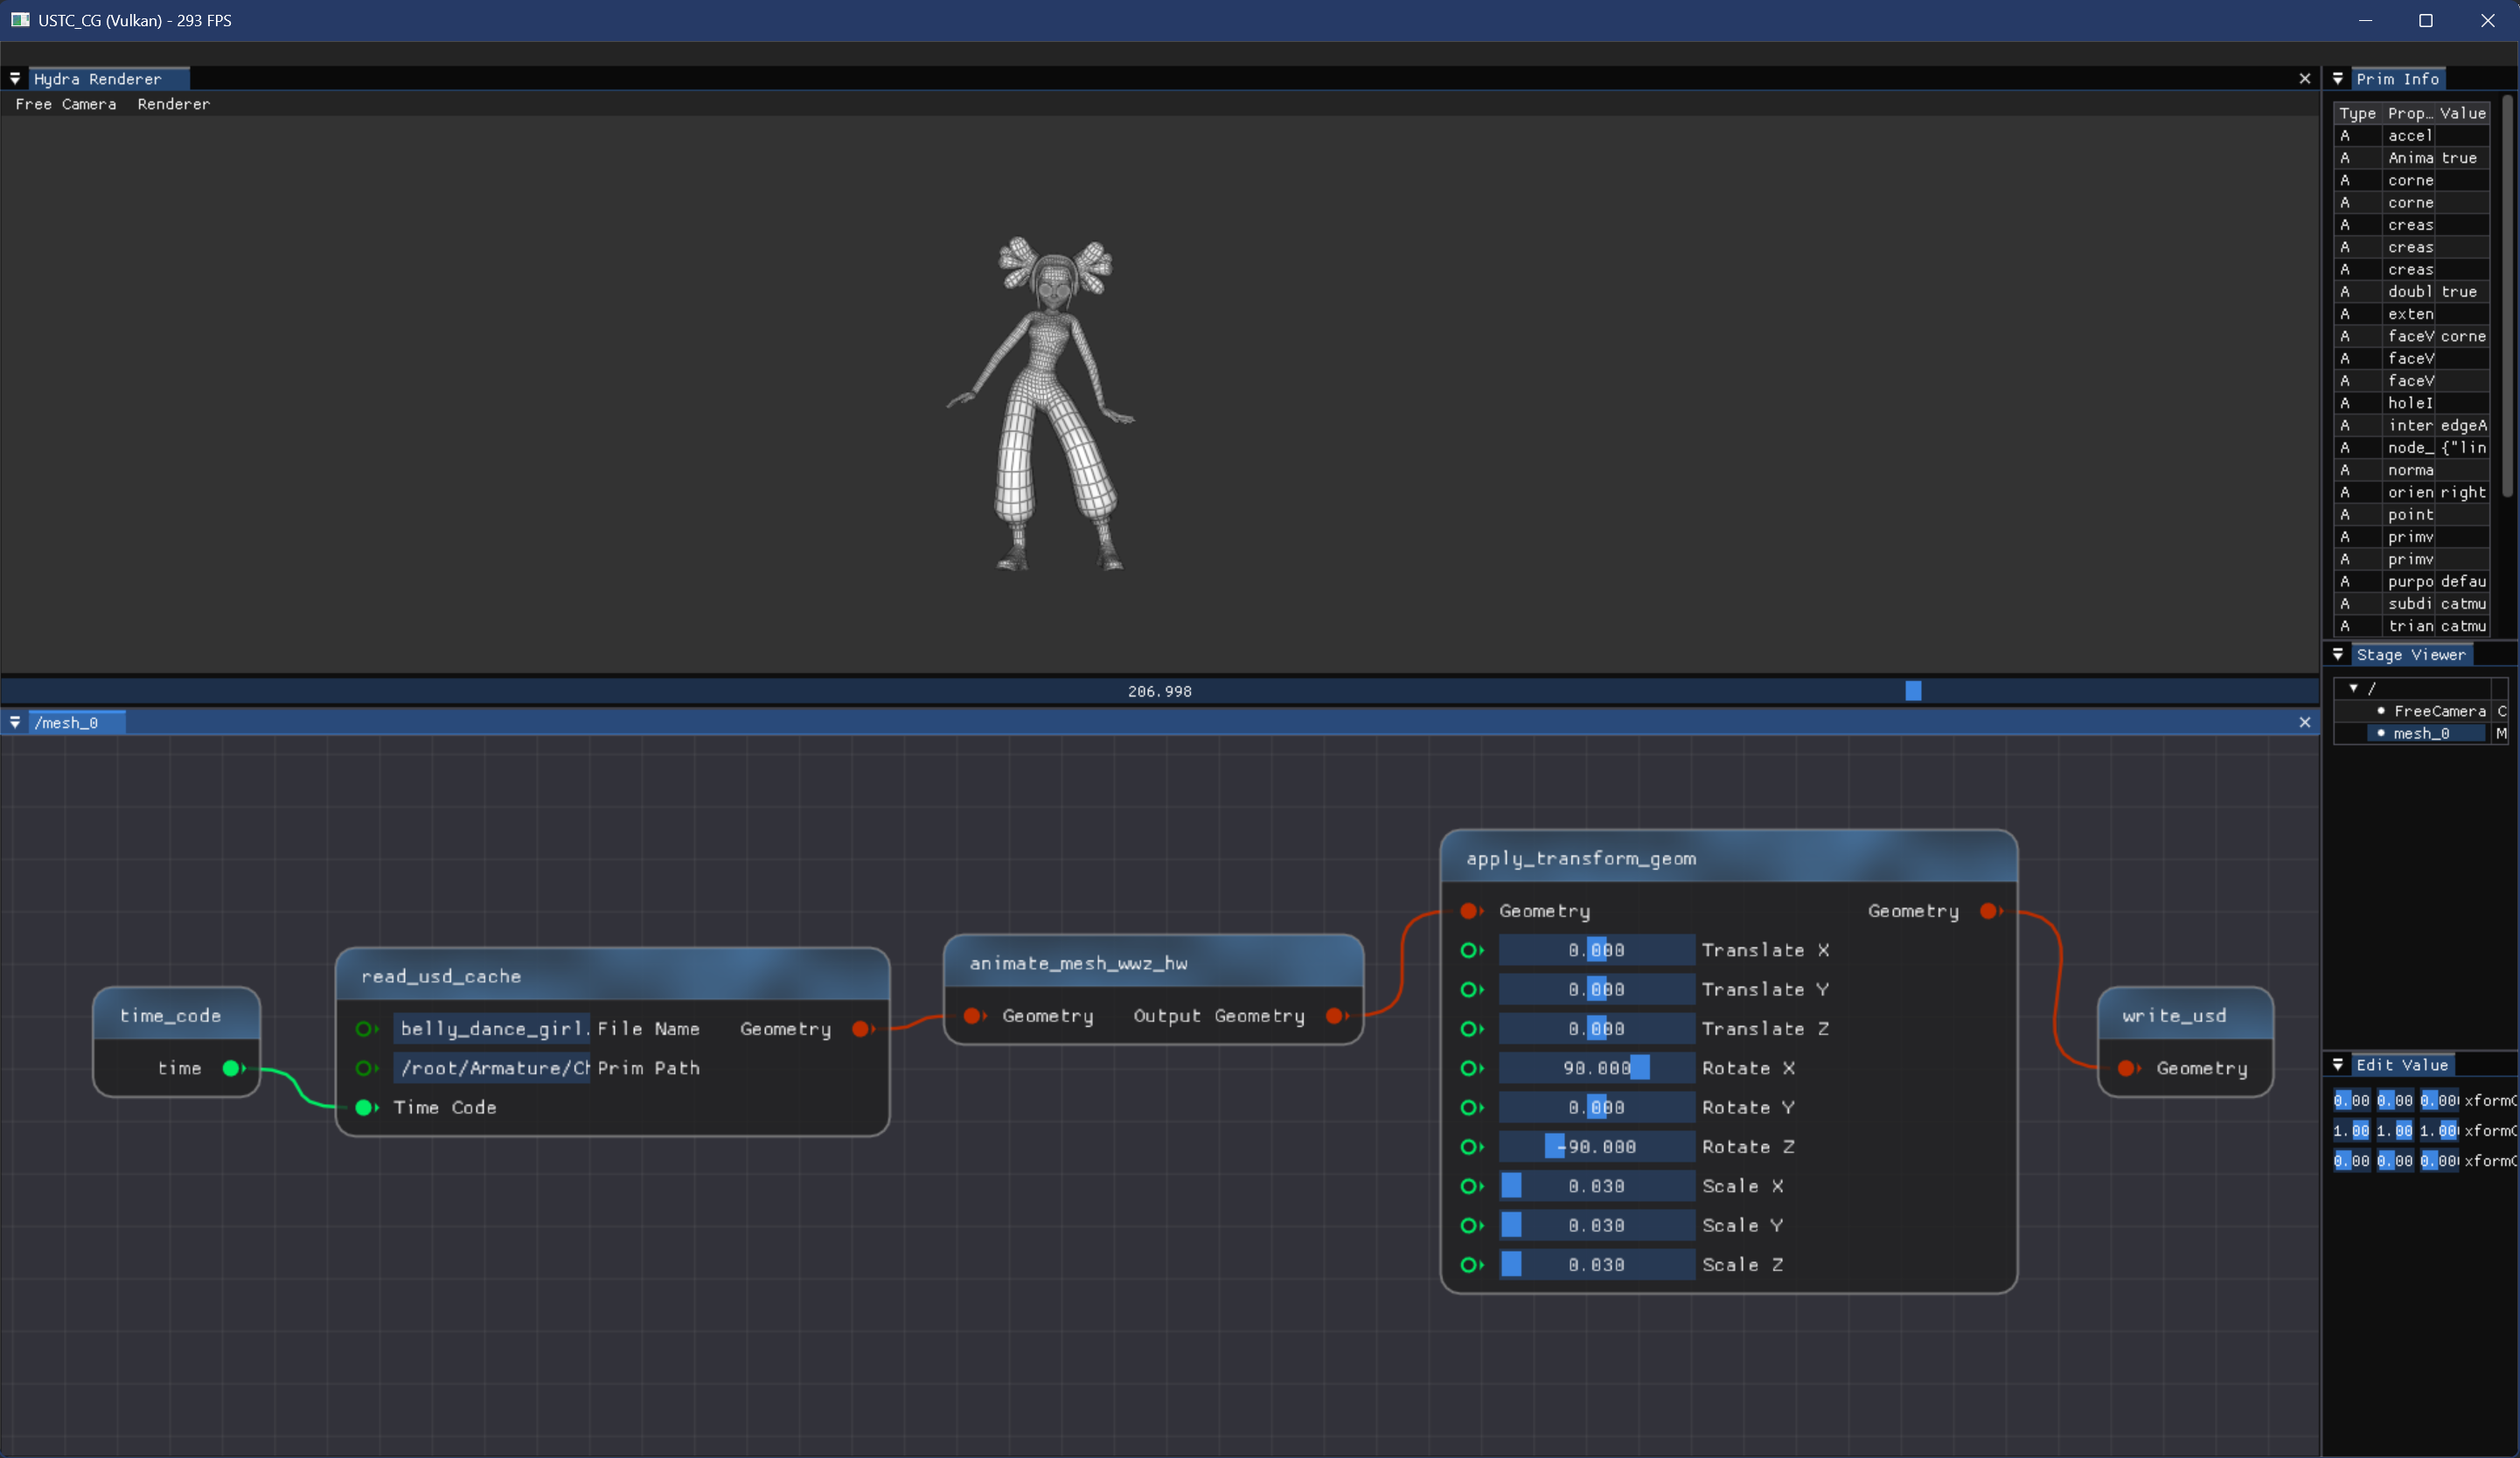 USTC_CG (Vulkan) - 293 FPS
Hydra Renderer
Free Camera Renderer
206.998
/mesh_0
time_code
time
read_usd_cache
belly_dance_girl. File Name Geometry
/root/Armature/Ch Prim Path
Time Code
animate_mesh_wwz_hw
Geometry Output Geometry
apply_transform_geom
Geometry Geometry
0.000 Translate X
0.000 Translate Y
0.000 Translate Z
90.000 Rotate X
0.000 Rotate Y
-90.000 Rotate Z
0.030 Scale X
0.030 Scale Y
0.030 Scale Z
write_usd
Geometry
Prim Info
Type Prop… Value
A accel
A Anima true
A corne
A corne
A creas
A creas
A creas
A doubl true
A exten
A faceV corne
A faceV
A faceV
A holeI
A inter edgeA
A node_ {"lin
A norma
A orien right
A point
A primv
A primv
A purpo defau
A subdi catmu
A trian catmu
Stage Viewer
/
FreeCamera C
mesh_0 M
Edit Value
0.00 0.00 0.00 xform
1.00 1.00 1.00 xform
0.00 0.00 0.00 xform